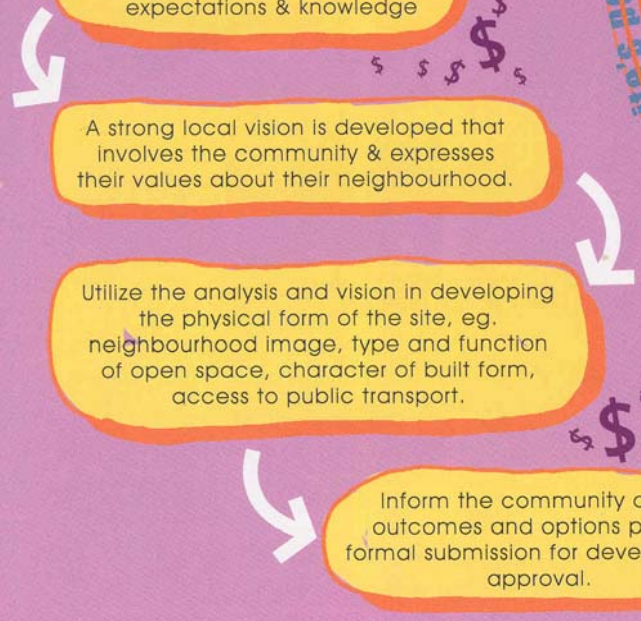 expectations & knowledge
$
$ $ $ $
A strong local vision is developed that
involves the community & expresses
their values about their neighbourhood.
Utilize the analysis and vision in developing
the physical form of the site, eg.
neighbourhood image, type and function
of open space, character of built form,
access to public transport.
$ $
Inform the community
outcomes and options
formal submission for
approval.